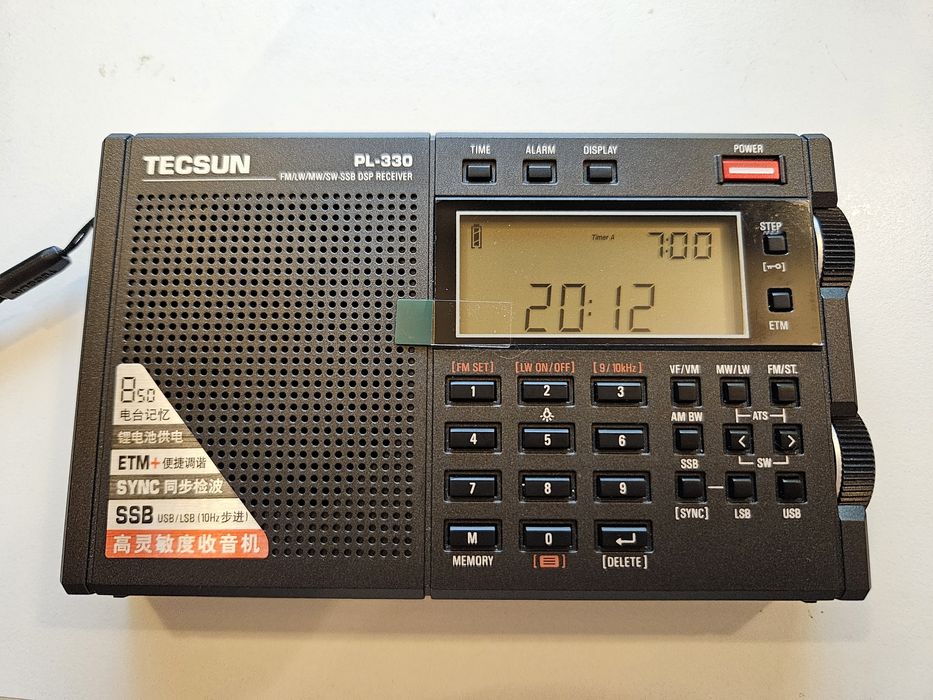 TECSUN
PL-330
FM/LW/MW/SW-SSB DSP RECEIVER
TIME ALARM DISPLAY POWER
Timer A 7:00
20:12
STEP
ETM
850
电台记忆
锂电池供电
ETM+便捷调谐
SYNC 同步检波
SSB USB/LSB (10Hz步进)
高灵敏度收音机
[FM SET] [LW ON/OFF] [9/10kHz] VF/VM MW/LW FM/ST.
1 2 3
AM BW ATS
4 5 6 < >
SSB SW
7 8 9
[SYNC] LSB USB
M 0
MEMORY [DELETE]